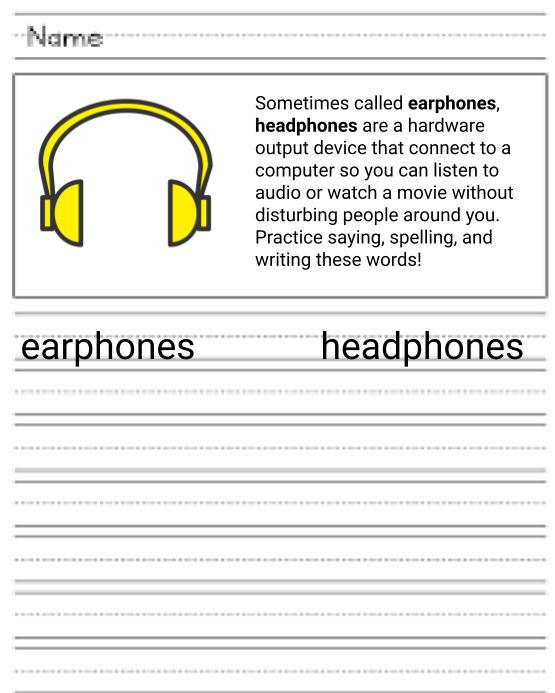 Name
Sometimes called earphones,
headphones are a hardware
output device that connect to a
computer so you can listen to
audio or watch a movie without
disturbing people around you.
Practice saying, spelling, and
writing these words!
earphones headphones